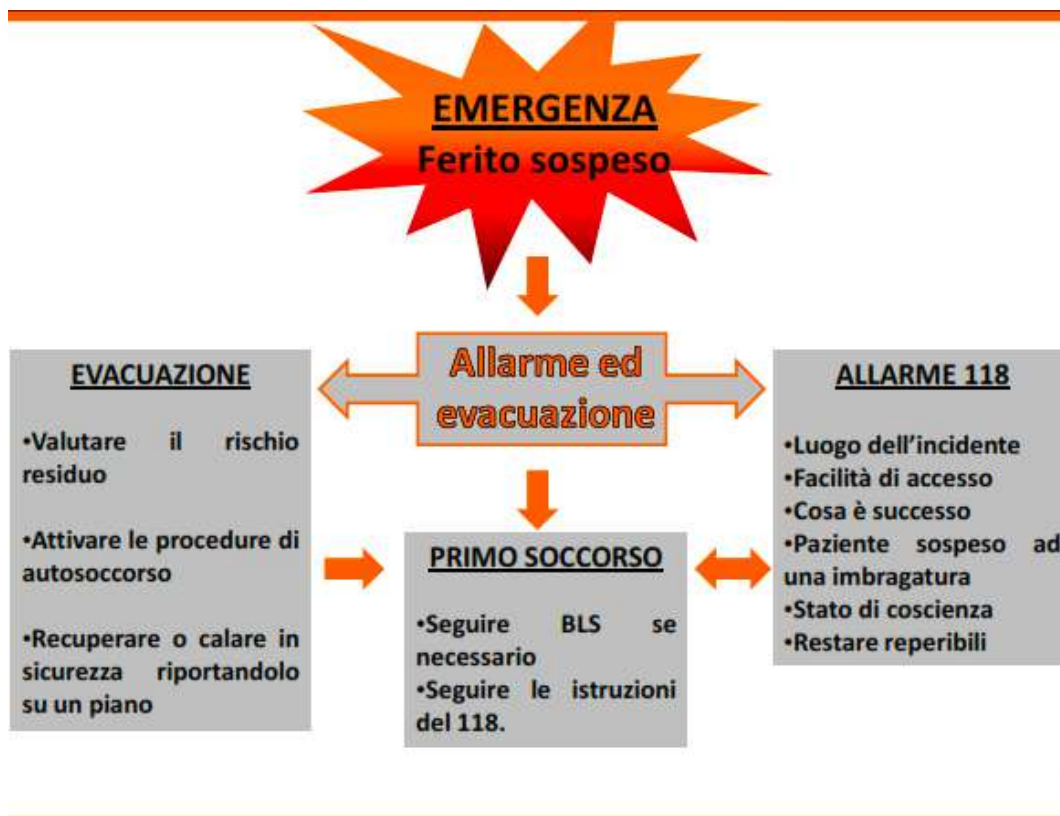 EMERGENZA
Ferito sospeso
Allarme ed
evacuazione
EVACUAZIONE
•Valutare il rischio
residuo
•Attivare le procedure di
autosoccorso
•Recuperare o calare in
sicurezza riportandolo
su un piano
PRIMO SOCCORSO
•Seguire BLS se
necessario
•Seguire le istruzioni
del 118.
ALLARME 118
•Luogo dell'incidente
•Facilità di accesso
•Cosa è successo
•Paziente sospeso ad
una imbragatura
•Stato di coscienza
•Restare reperibili